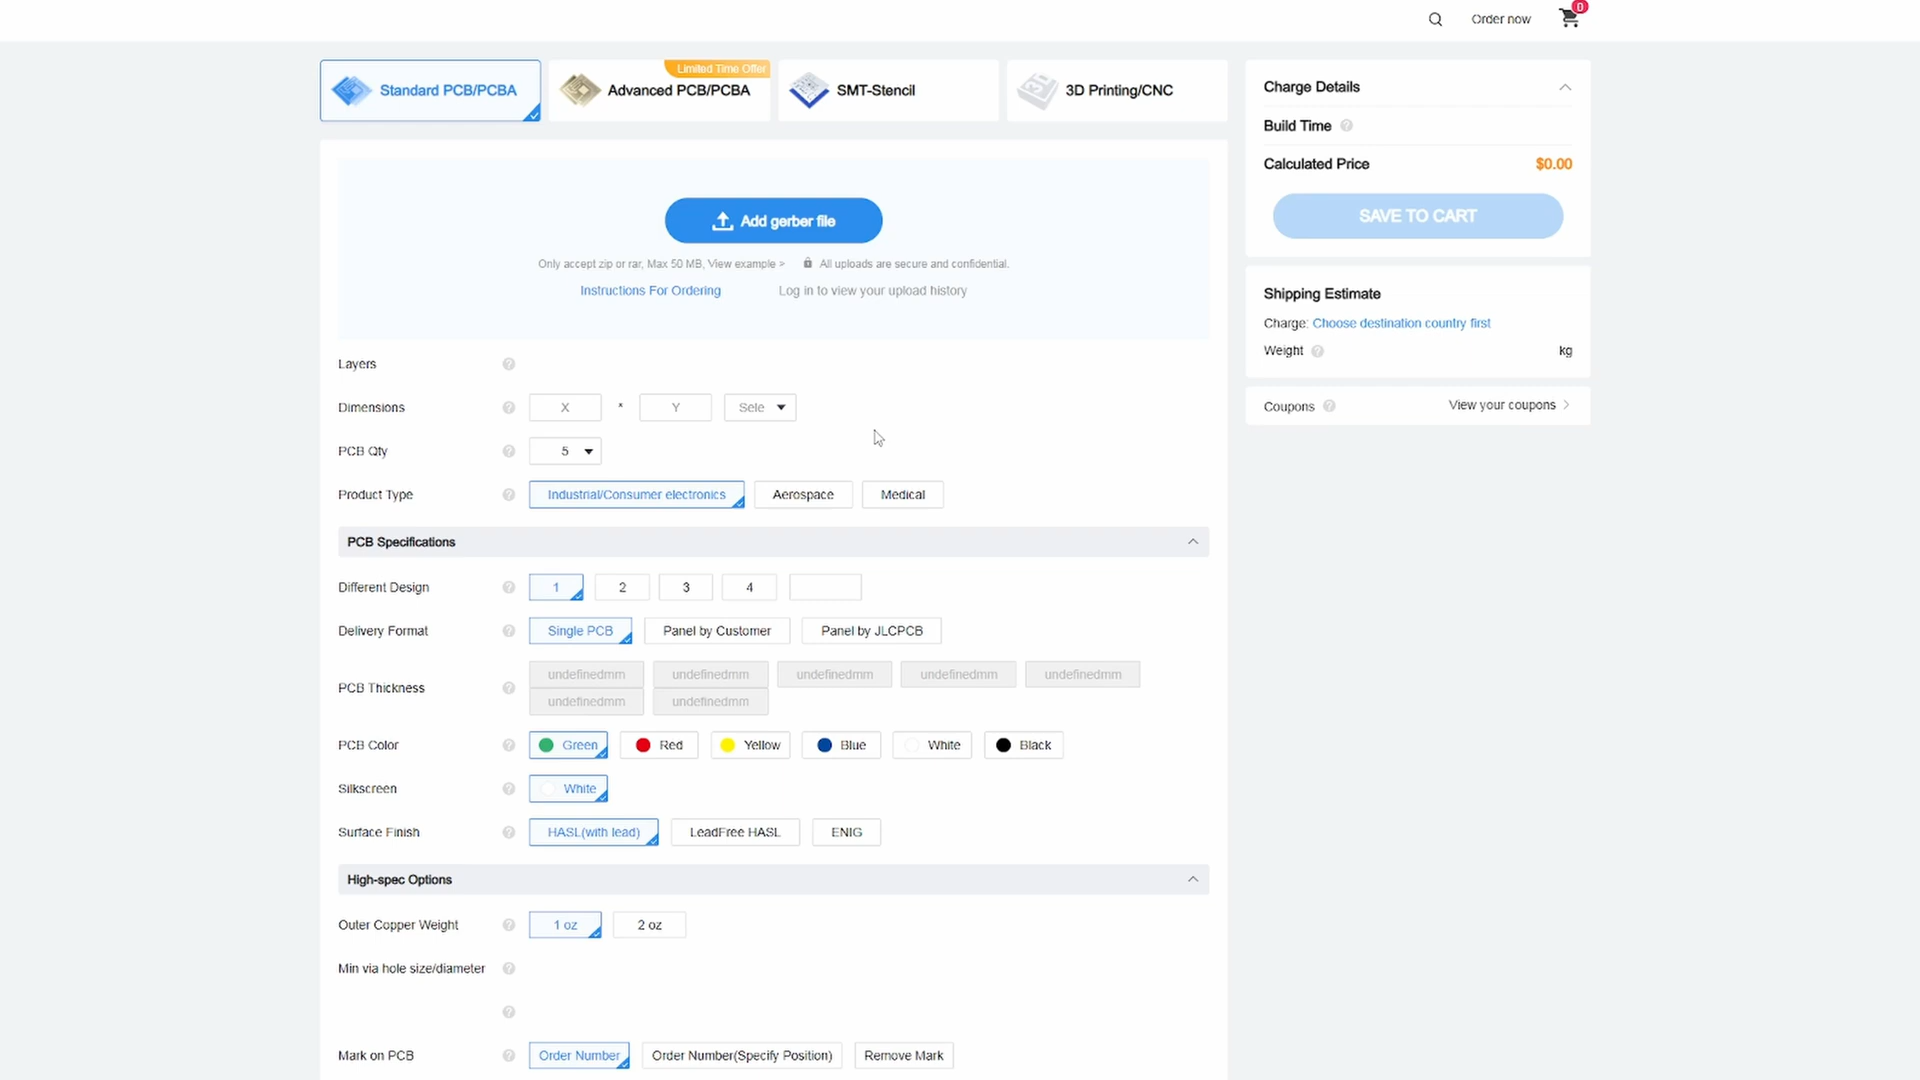 Order now
0
Standard PCB/PCBA
Limited Time Offer
Advanced PCB/PCBA
SMT-Stencil
3D Printing/CNC
Add gerber file
Only accept zip or rar, Max 50 MB, View example >
All uploads are secure and confidential.
Instructions For Ordering
Log in to view your upload history
Layers
Dimensions
X * Y Sele
PCB Qty
5
Product Type
Industrial/Consumer electronics
Aerospace
Medical
PCB Specifications
Different Design
1 2 3 4
Delivery Format
Single PCB
Panel by Customer
Panel by JLCPCB
PCB Thickness
undefinedmm undefinedmm undefinedmm undefinedmm undefinedmm
undefinedmm undefinedmm
PCB Color
Green Red Yellow Blue White Black
Silkscreen
White
Surface Finish
HASL(with lead)
LeadFree HASL
ENIG
High-spec Options
Outer Copper Weight
1 oz
2 oz
Min via hole size/diameter
Mark on PCB
Order Number
Order Number(Specify Position)
Remove Mark
Charge Details
Build Time
Calculated Price
$0.00
SAVE TO CART
Shipping Estimate
Charge: Choose destination country first
Weight
kg
Coupons
View your coupons >